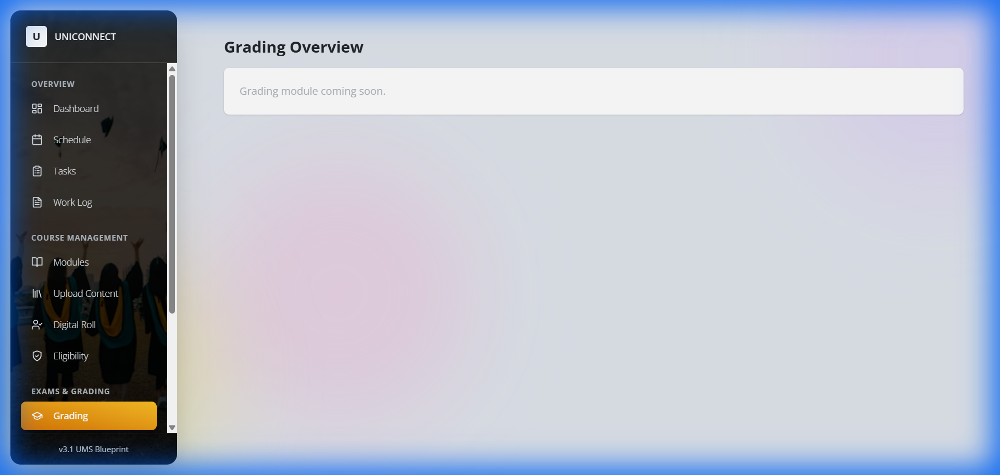 U UNICONNECT
OVERVIEW
Dashboard
Schedule
Tasks
Work Log
COURSE MANAGEMENT
Modules
Upload Content
Digital Roll
Eligibility
EXAMS & GRADING
Grading
v3.1 UMS Blueprint
Grading Overview
Grading module coming soon.